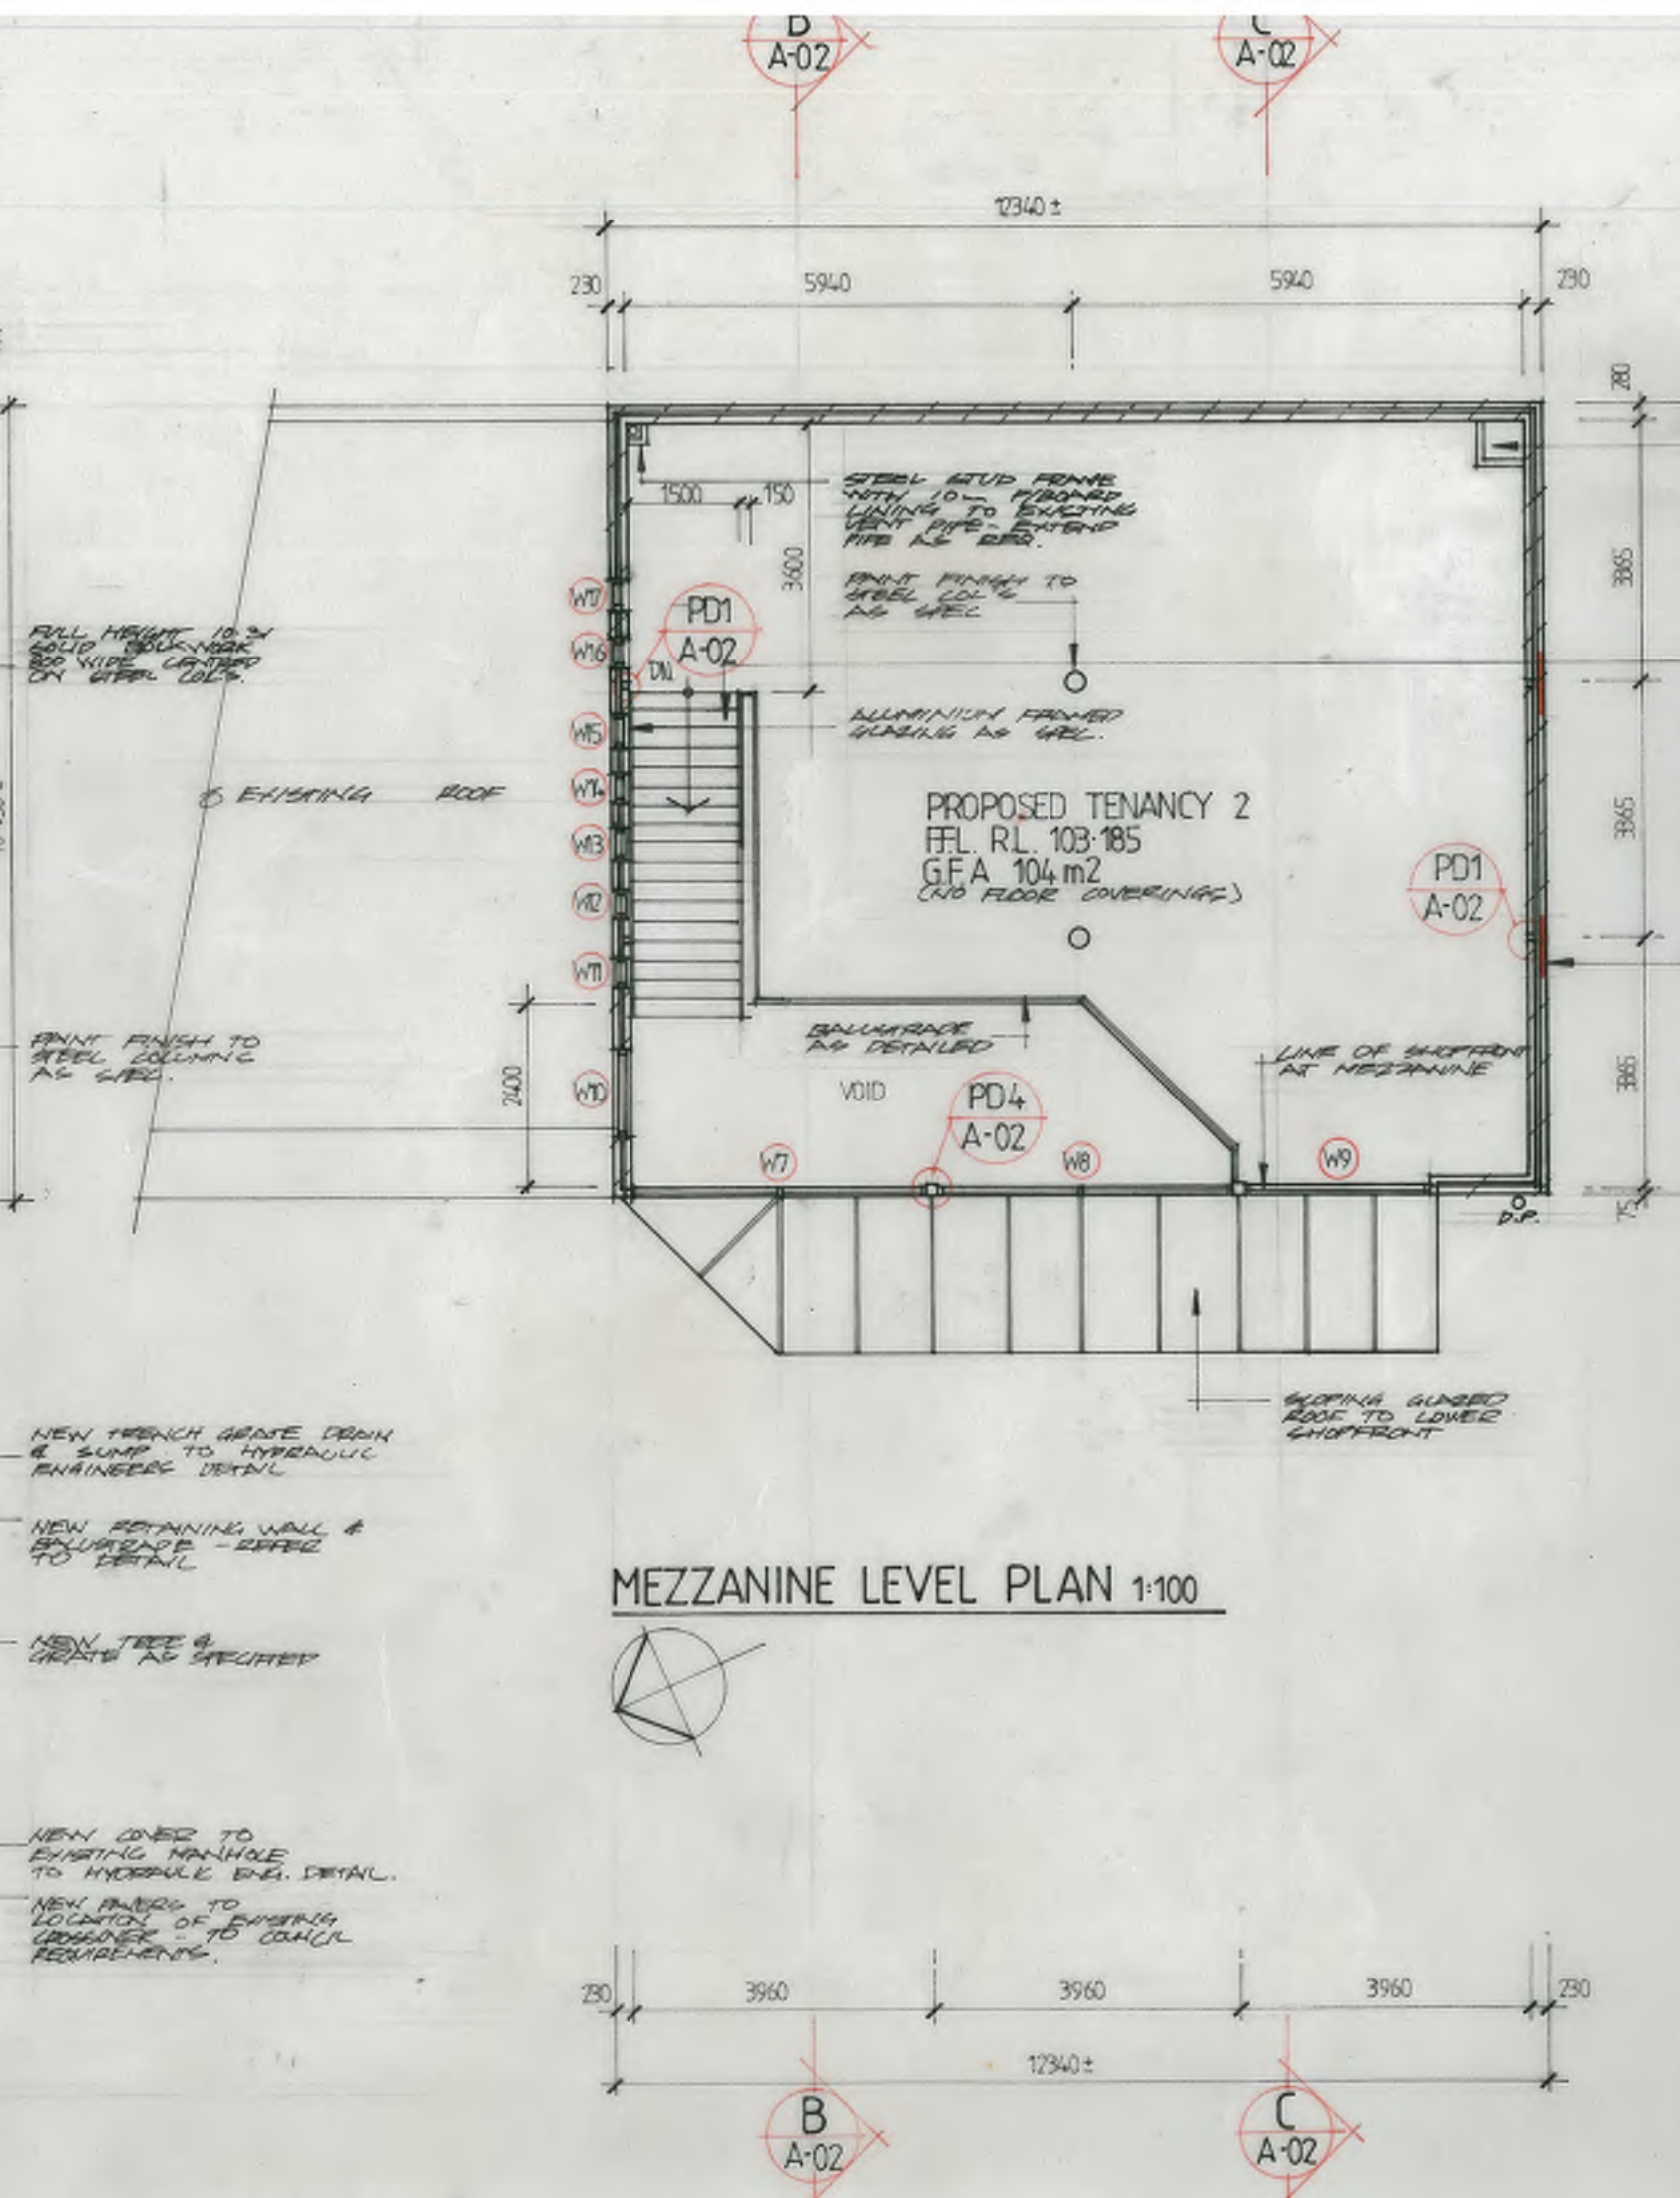 B
A-02
C
A-02
12340 ±
230
5940
5940
230
280
STEEL STUD FRAME
WITH 10mm P/BOARD
LINING TO EXISTING
VENT PIPE - EXTEND
PIPE AS REQ.
1500
150
3600
3865
PAINT FINISH TO
STEEL COL'S
AS SPEC
W17
PD1
A-02
W16
DN
FULL HEIGHT
SOLID BLOCKWORK
WIDE CENTRED
ON STEEL COL'S.
ALUMINIUM FRAMED
GLAZING AS SPEC.
W15
W14
W13
W12
W11
W10
EXISTING ROOF
PROPOSED TENANCY 2
F.F.L. R.L. 103·185
G.F.A 104 m2
(NO FLOOR COVERINGS)
3865
PD1
A-02
BALUSTRADE
AS DETAILED
PAINT FINISH TO
STEEL COLUMNS
AS SPEC.
2400
VOID
PD4
A-02
LINE OF SHOPFRONT
AT MEZZANINE
3865
W7
W8
W9
75
D.P.
SLOPING GLAZED
ROOF TO LOWER
SHOPFRONT
NEW TRENCH GRATE DRAIN
& SUMP TO HYDRAULIC
ENGINEERS DETAIL
NEW RETAINING WALL &
BALUSTRADE - REFER
TO DETAIL
MEZZANINE LEVEL PLAN 1:100
NEW TREE &
GRATE AS SPECIFIED
NEW COVER TO
EXISTING MANHOLE
TO HYDRAULIC ENG. DETAIL.
NEW PAVERS TO
LOCATION OF EXISTING
CROSSOVER - TO COUNCIL
REQUIREMENTS.
230
3960
3960
3960
230
12340 ±
B
A-02
C
A-02